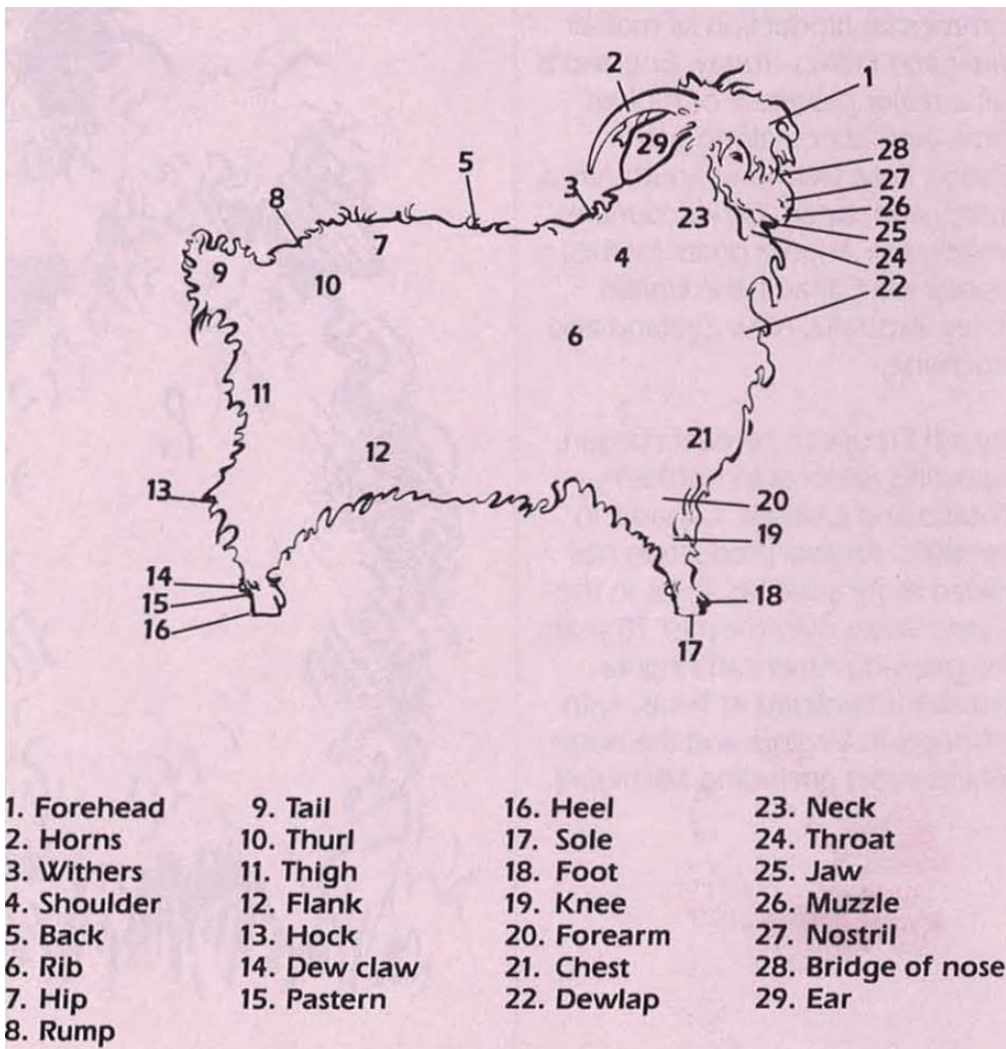 2
1
29
28
5
27
3
26
8
23
25
7
4
24
9
10
22
6
11
21
12
13
20
19
14
15
18
16
17
1. Forehead
2. Horns
3. Withers
4. Shoulder
5. Back
6. Rib
7. Hip
8. Rump
9. Tail
10. Thurl
11. Thigh
12. Flank
13. Hock
14. Dew claw
15. Pastern
16. Heel
17. Sole
18. Foot
19. Knee
20. Forearm
21. Chest
22. Dewlap
23. Neck
24. Throat
25. Jaw
26. Muzzle
27. Nostril
28. Bridge of nose
29. Ear